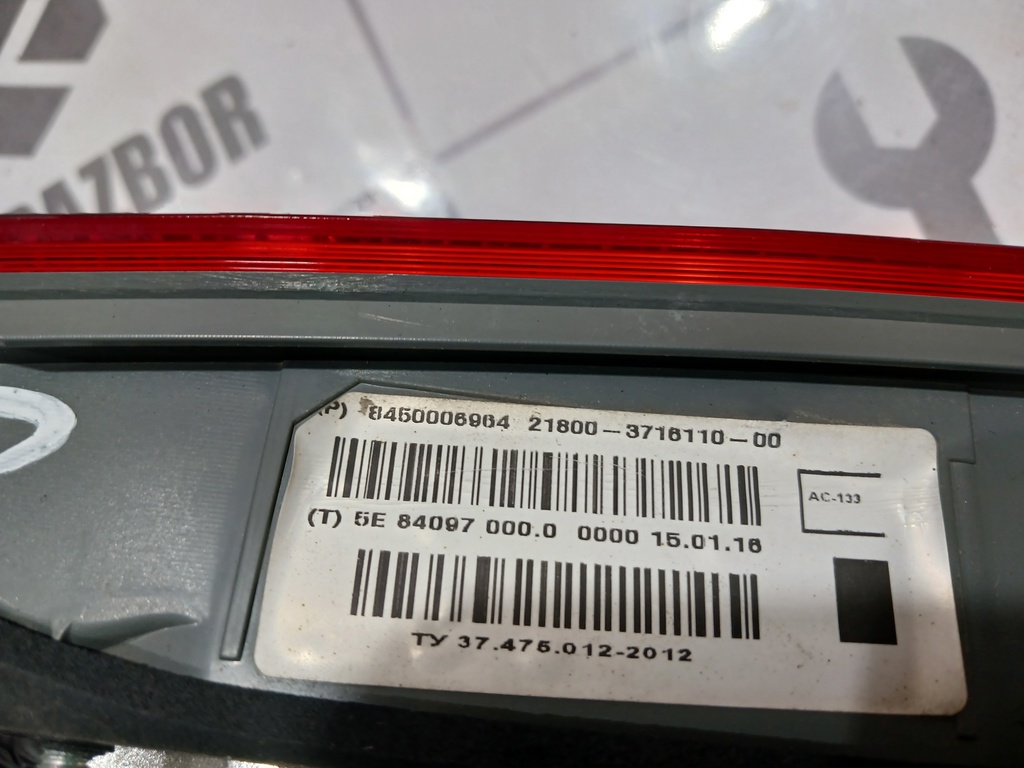 RAZBOR
(P) 8450006964 21800-3716110-00
AC-133
(T) 5E 84097 000.0 0000 15.01.16
ТУ 37.475.012-2012